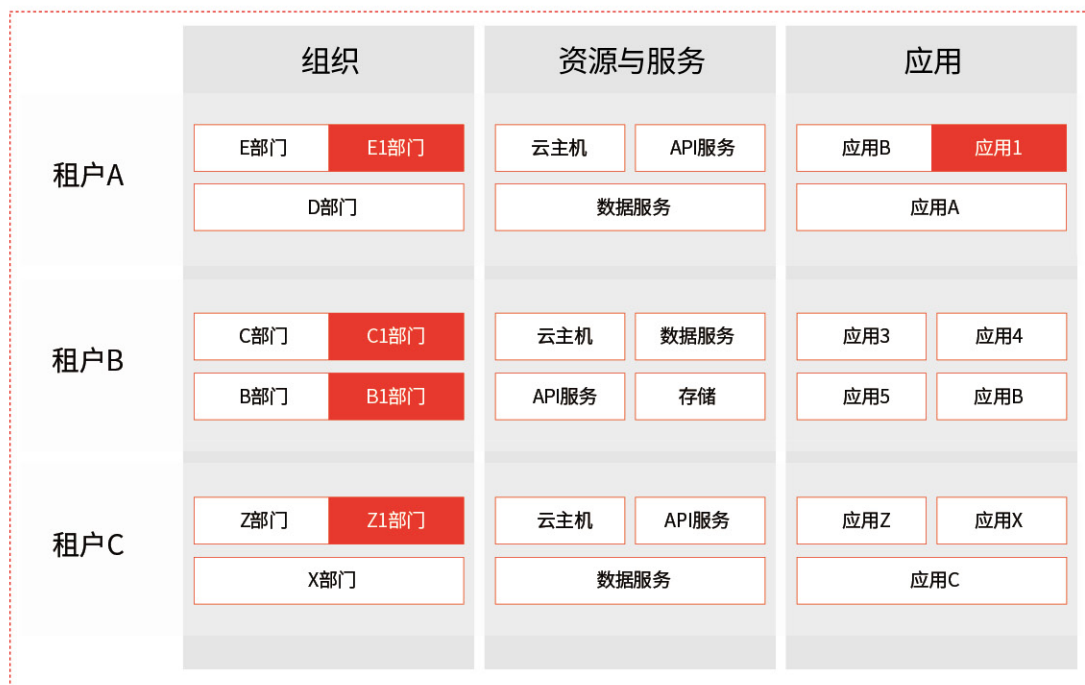 组织 资源与服务 应用
租户A
E部门 E1部门 云主机 API服务 应用B 应用1
D部门 数据服务 应用A
租户B
C部门 C1部门 云主机 数据服务 应用3 应用4
B部门 B1部门 API服务 存储 应用5 应用B
租户C
Z部门 Z1部门 云主机 API服务 应用Z 应用X
X部门 数据服务 应用C